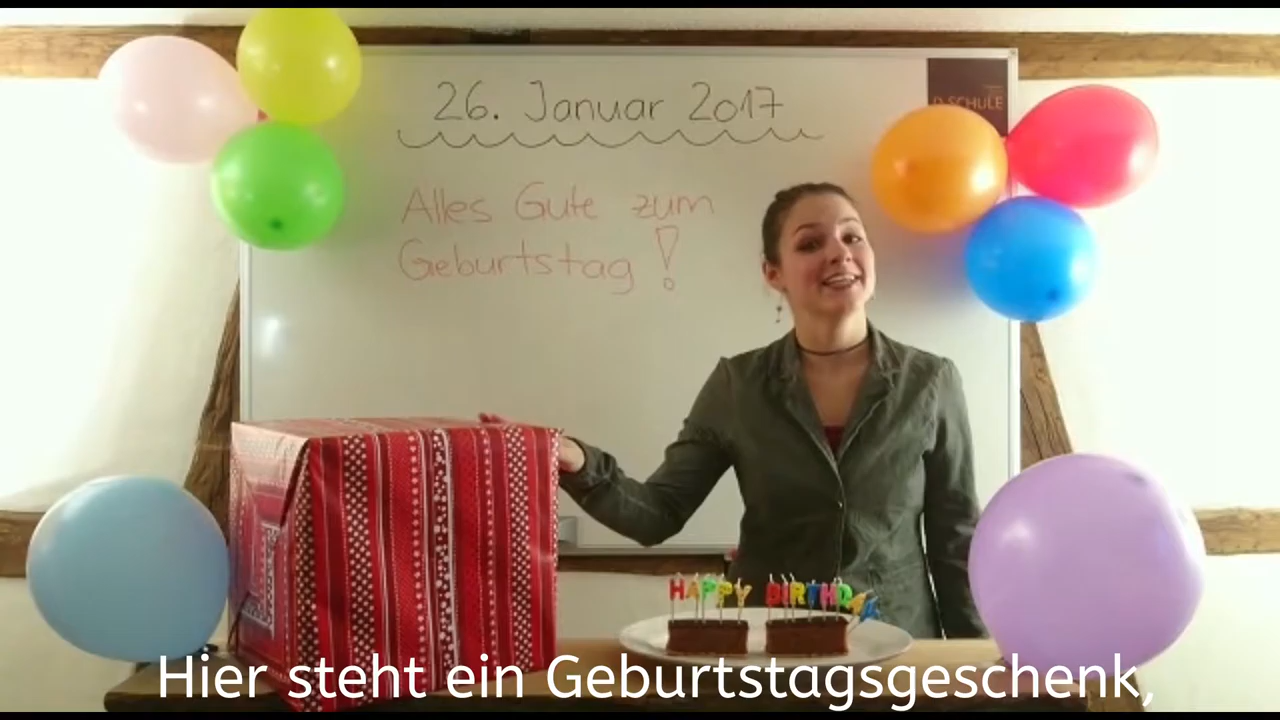 26. Januar 2017
D-SCHULE
Alles Gute zum
Geburtstag!
HAPPY BIRTHDAY
Hier steht ein Geburtstagsgeschenk,